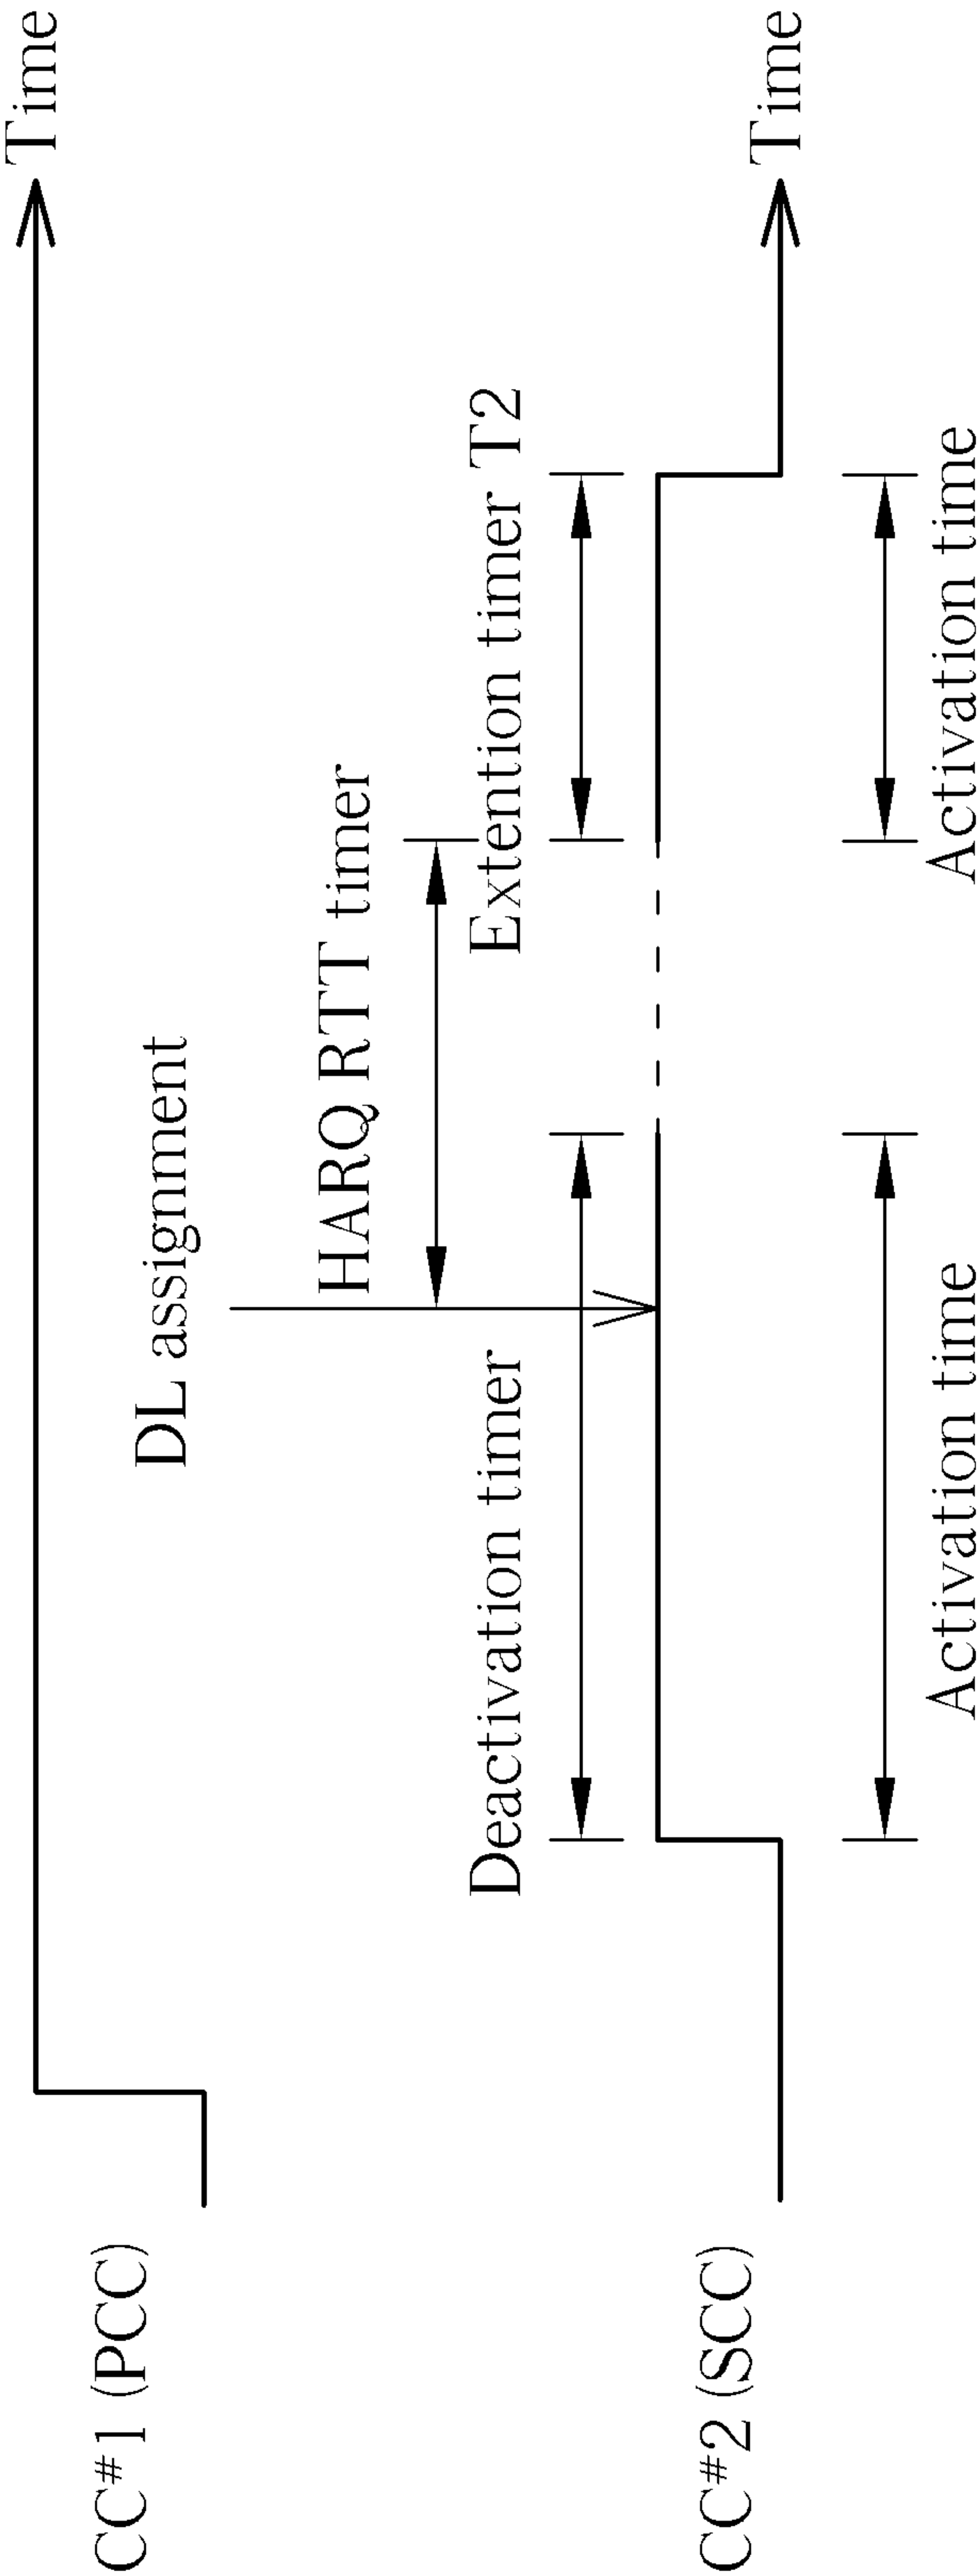 CC#1 (PCC)
Time
DL assignment
HARQ RTT timer
Deactivation timer
Extention timer T2
CC#2 (SCC)
Time
Activation time
Activation time